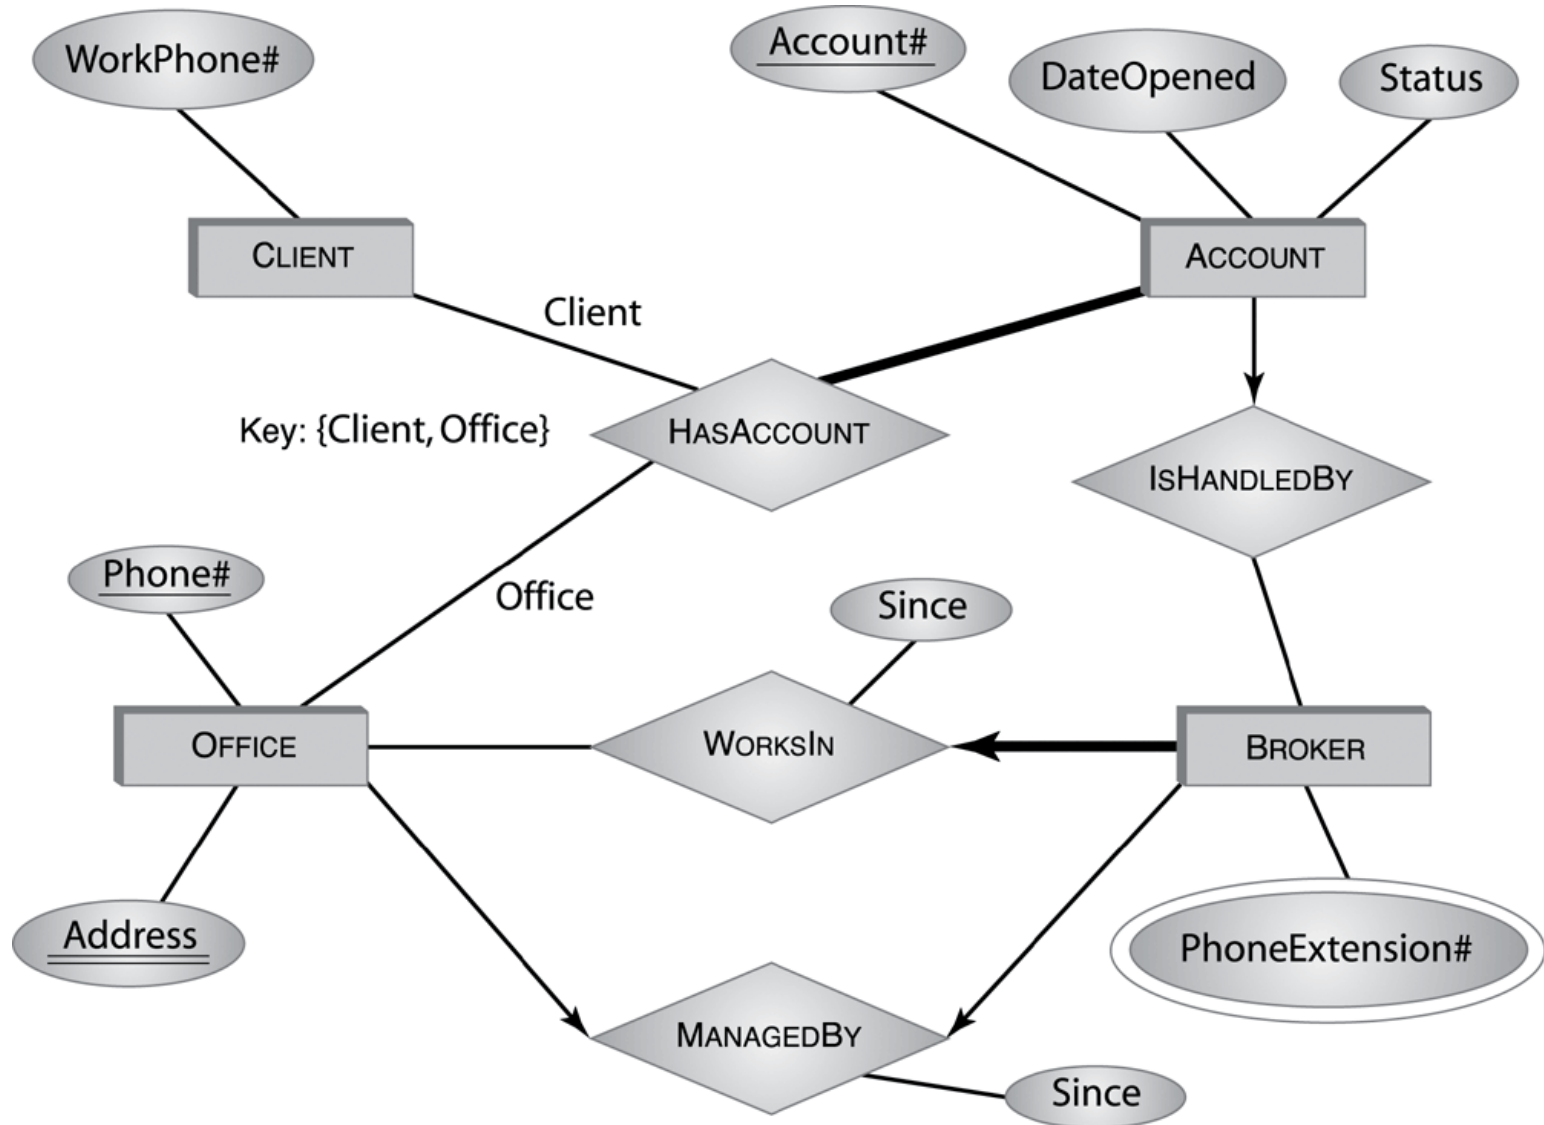 WorkPhone#
Account#
DateOpened
Status
CLIENT
ACCOUNT
Client
Key: {Client, Office}
HASACCOUNT
ISHANDLEDBY
Phone#
Office
Since
OFFICE
WORKSIN
BROKER
Address
PhoneExtension#
MANAGEDBY
Since